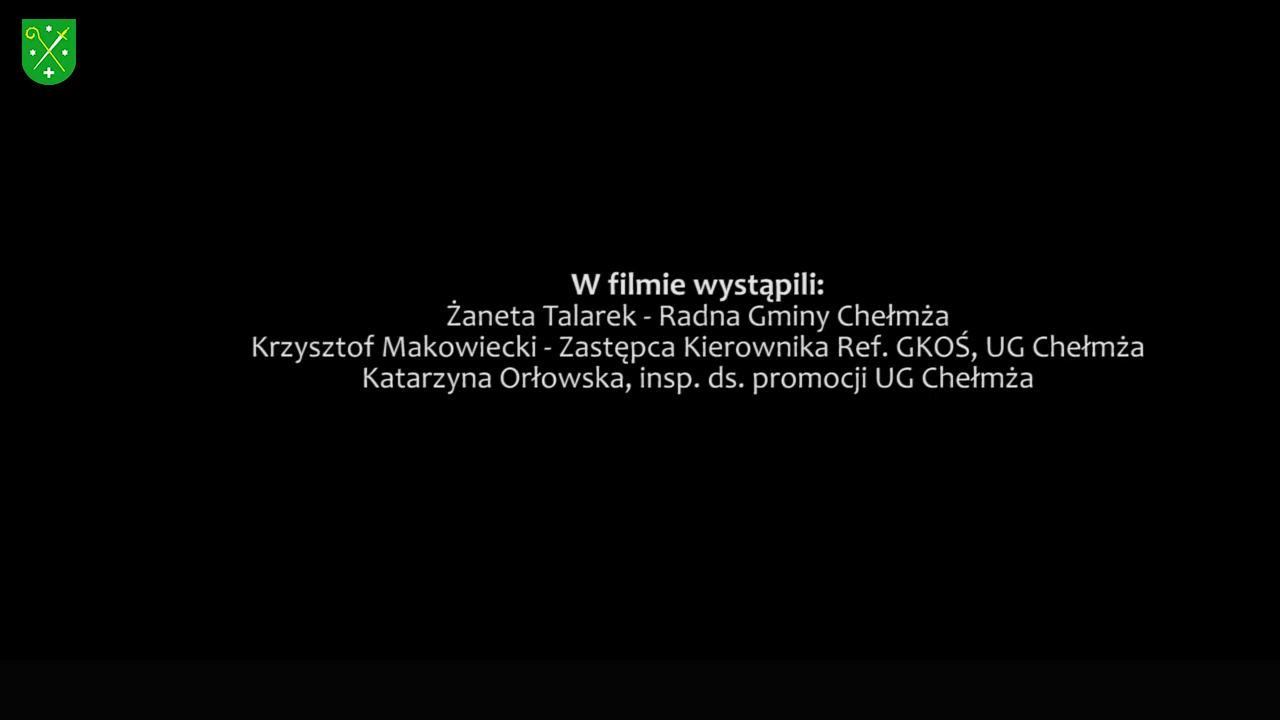 W filmie wystąpili:
Żaneta Talarek - Radna Gminy Chełmża
Krzysztof Makowiecki - Zastępca Kierownika Ref. GKOŚ, UG Chełmża
Katarzyna Orłowska, insp. ds. promocji UG Chełmża